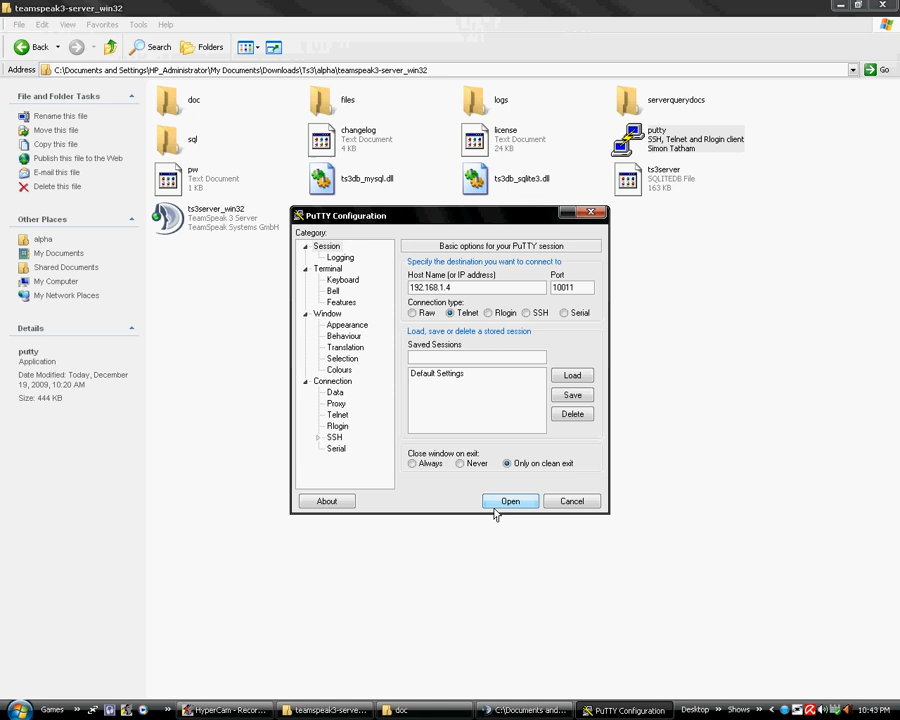 teamspeak3-server_win32
File Edit View Favorites Tools Help
Back Search Folders
Address C:\Documents and Settings\HP_Administrator\My Documents\Downloads\Ts3\alpha\teamspeak3-server_win32 Go
File and Folder Tasks
Rename this file
Move this file
Copy this file
Publish this file to the Web
E-mail this file
Delete this file
Other Places
alpha
My Documents
Shared Documents
My Computer
My Network Places
Details
putty
Application
Date Modified: Today, December 19, 2009, 10:20 AM
Size: 444 KB
doc
files
logs
serverquerydocs
sql
changelog
Text Document
4 KB
license
Text Document
24 KB
putty
SSH, Telnet and Rlogin client
Simon Tatham
pw
Text Document
1 KB
ts3db_mysql.dll
ts3db_sqlite3.dll
ts3server
SQLITEDB File
163 KB
ts3server_win32
TeamSpeak 3 Server
TeamSpeak Systems GmbH
PuTTY Configuration
Category:
Session
Logging
Terminal
Keyboard
Bell
Features
Window
Appearance
Behaviour
Translation
Selection
Colours
Connection
Data
Proxy
Telnet
Rlogin
SSH
Serial
Basic options for your PuTTY session
Specify the destination you want to connect to
Host Name (or IP address) Port
192.168.1.4 10011
Connection type:
Raw Telnet Rlogin SSH Serial
Load, save or delete a stored session
Saved Sessions
Default Settings
Load
Save
Delete
Close window on exit:
Always Never Only on clean exit
About Open Cancel
Games » » HyperCam - Recor... teamspeak3-serve... doc C:\Documents and... PuTTY Configuration Desktop » Shows » 10:43 PM